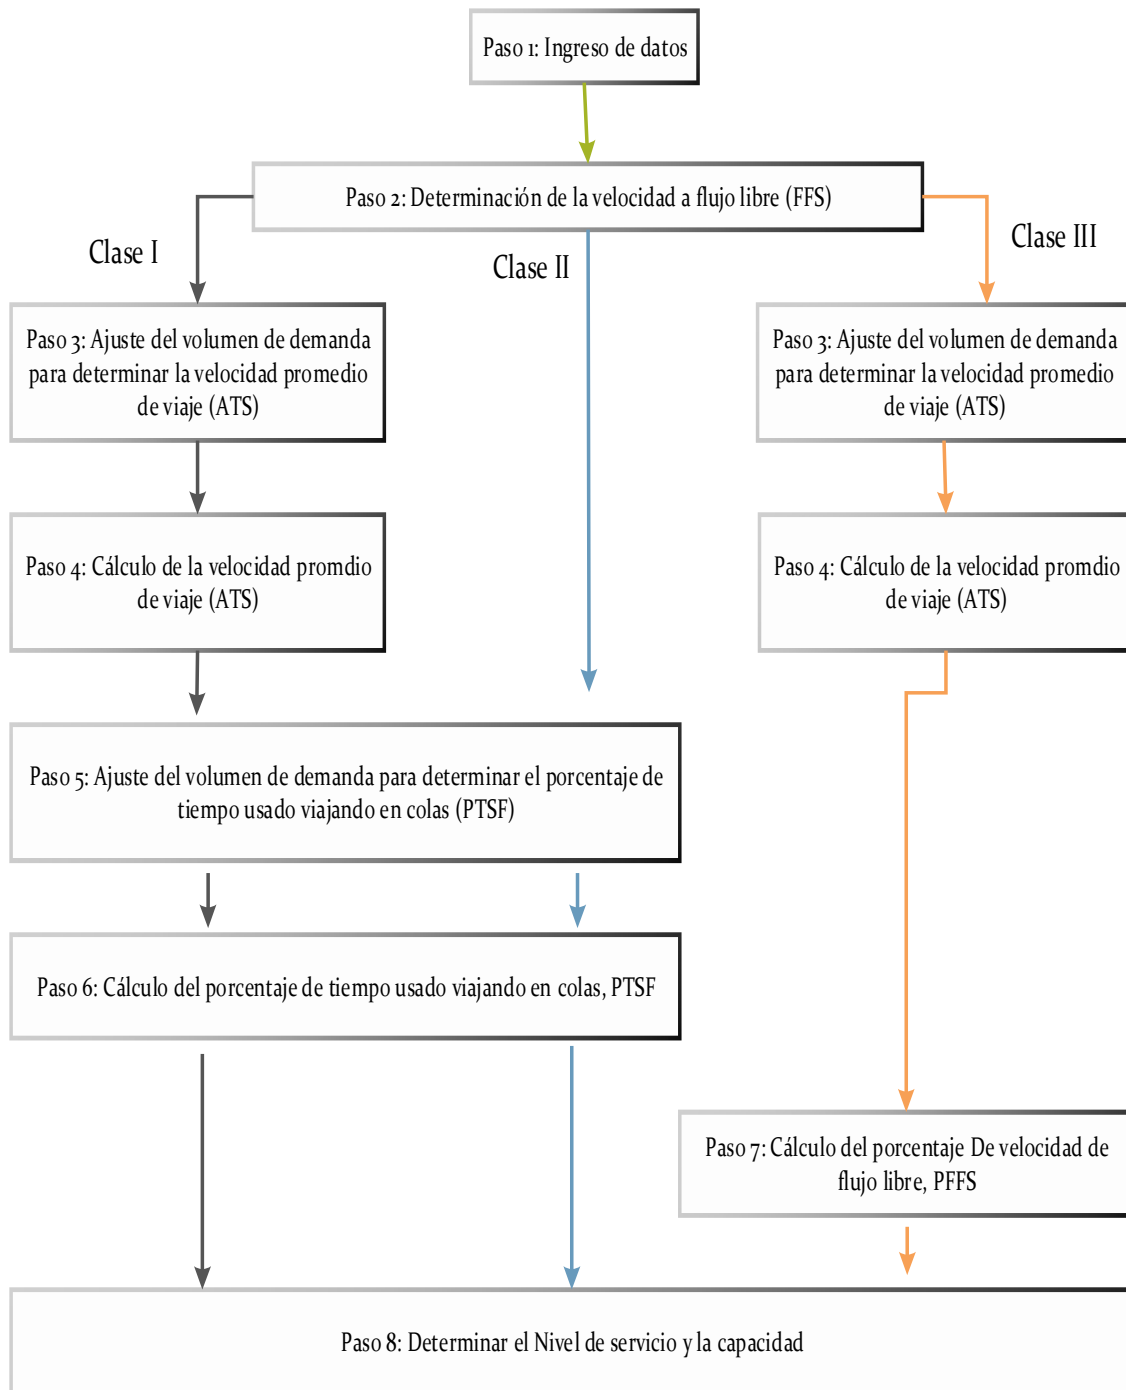 Paso 1: Ingreso de datos
Paso 2: Determinación de la velocidad a flujo libre (FFS)
Clase I
Clase II
Clase III
Paso 3: Ajuste del volumen de demanda
para determinar la velocidad promedio
de viaje (ATS)
Paso 3: Ajuste del volumen de demanda
para determinar la velocidad promedio
de viaje (ATS)
Paso 4: Cálculo de la velocidad promdio
de viaje (ATS)
Paso 4: Cálculo de la velocidad promdio
de viaje (ATS)
Paso 5: Ajuste del volumen de demanda para determinar el porcentaje de
tiempo usado viajando en colas (PTSF)
Paso 6: Cálculo del porcentaje de tiempo usado viajando en colas, PTSF
Paso 7: Cálculo del porcentaje De velocidad de
flujo libre, PFFS
Paso 8: Determinar el Nivel de servicio y la capacidad